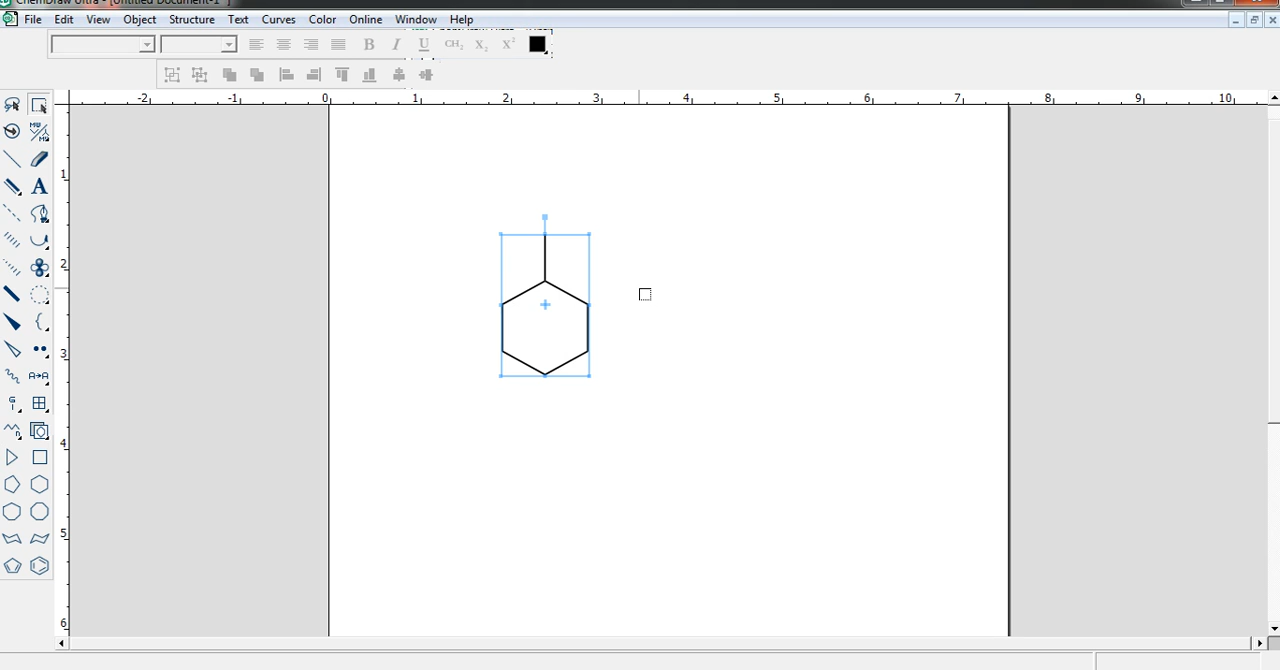 ChemDraw Ultra - [Untitled Document-1 *]
File Edit View Object Structure Text Curves Color Online Window Help
B I U CH2 X2 X2
-2 -1 0 1 2 3 4 5 6 7 8 9 10
1
2
3
4
5
6
A
A→A